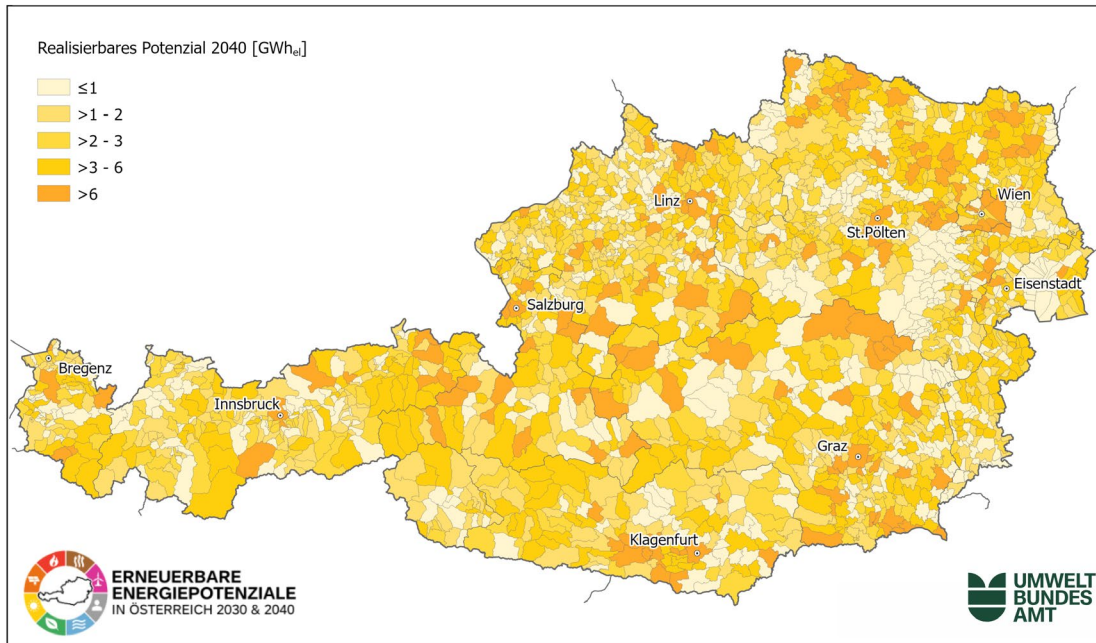 Realisierbares Potenzial 2040 [GWhel]
≤1
>1 - 2
>2 - 3
>3 - 6
>6
Linz
Wien
St.Pölten
Eisenstadt
Salzburg
Bregenz
Innsbruck
Graz
Klagenfurt
ERNEUERBARE
ENERGIEPOTENZIALE
IN ÖSTERREICH 2030 & 2040
UMWELT
BUNDES
AMT